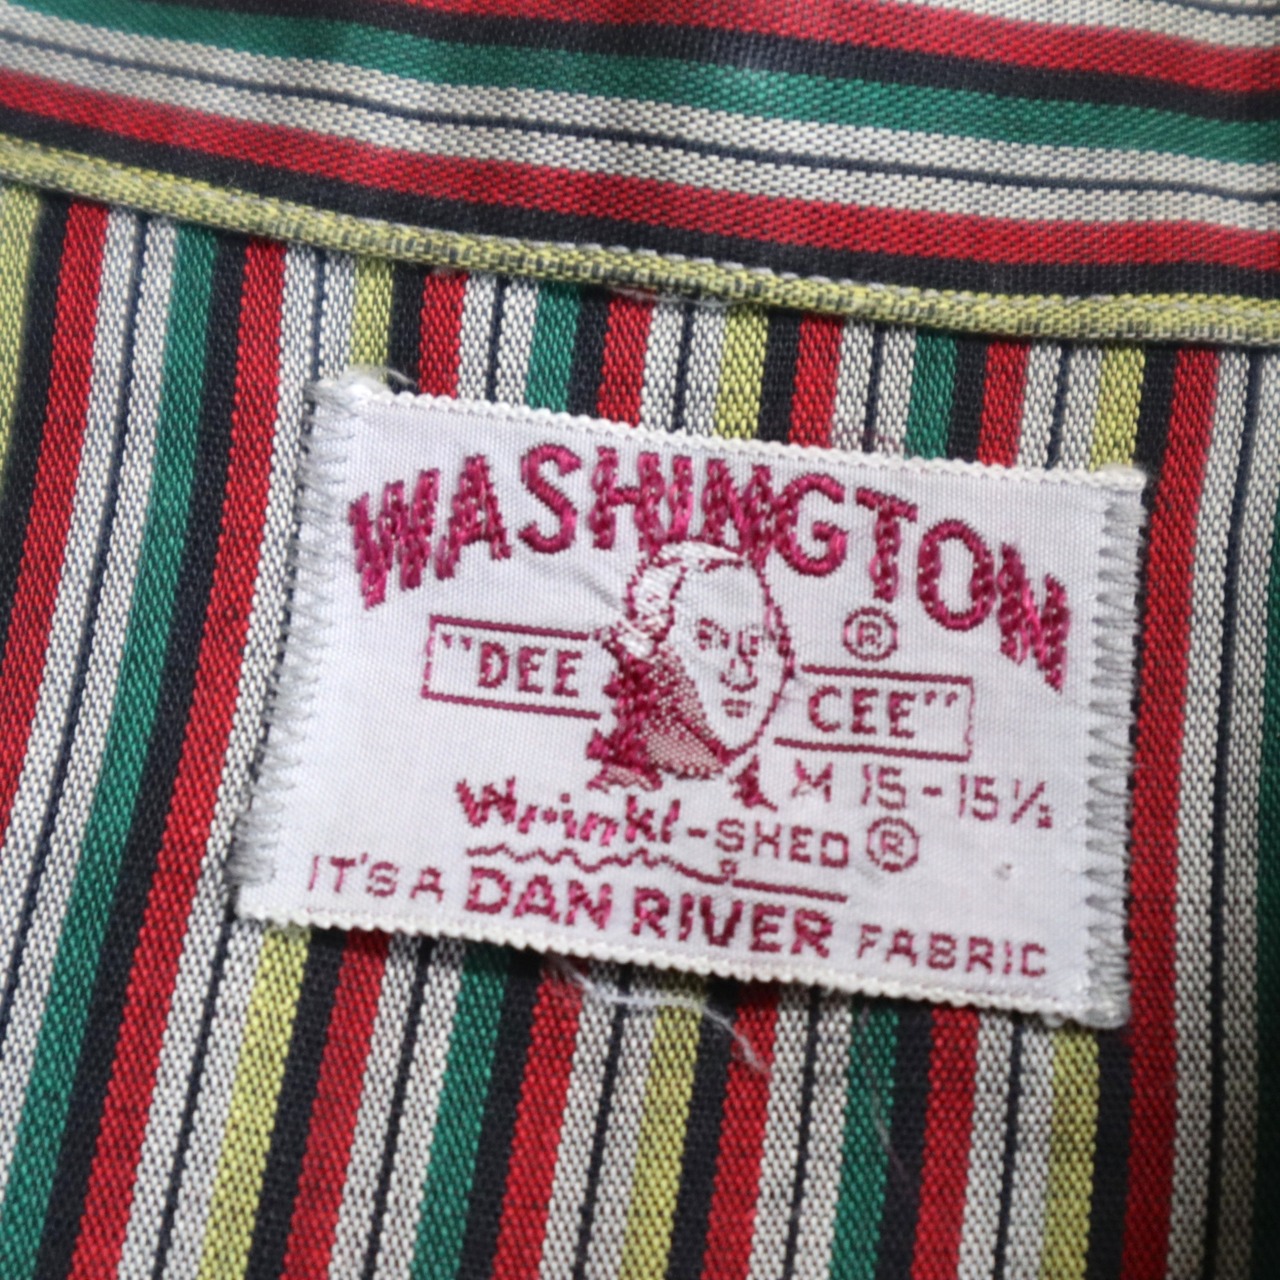 WASHINGTON
®
"DEE CEE"
M 15-15½
Wrinkl-SHED®
IT'S A DAN RIVER FABRIC